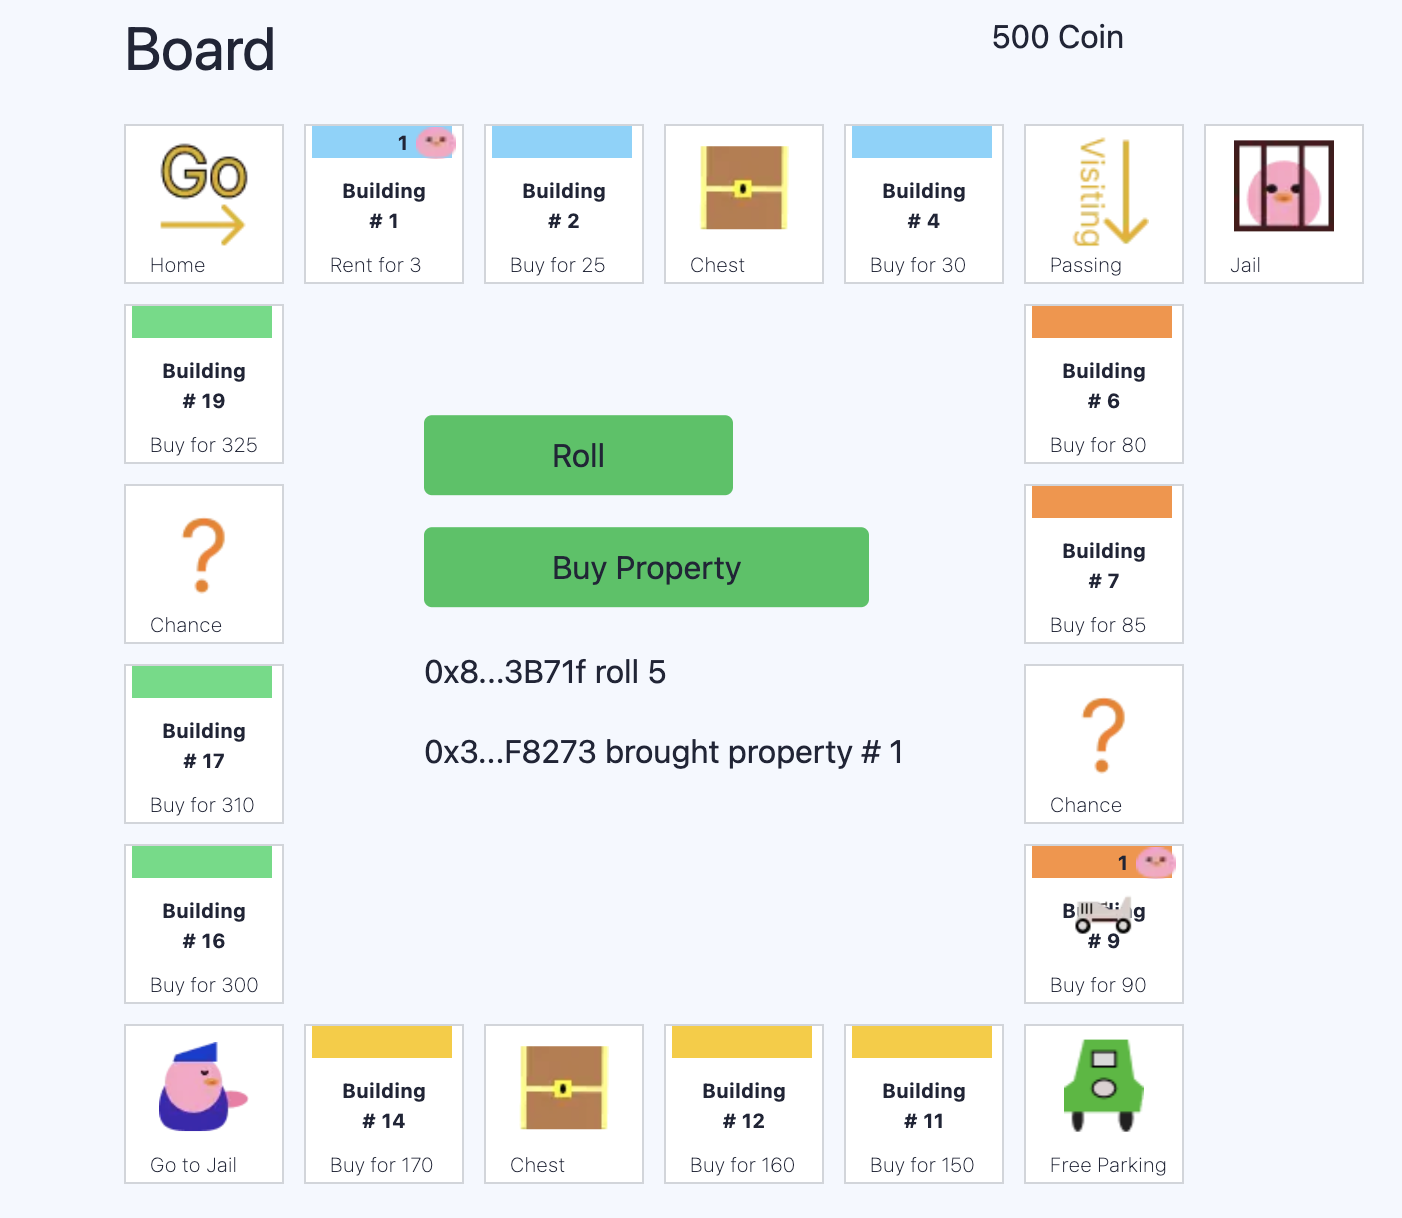 Board
500 Coin
Go
Home
1
Building
# 1
Rent for 3
Building
# 2
Buy for 25
Chest
Building
# 4
Buy for 30
Visiting
Passing
Jail
Building
# 19
Buy for 325
Building
# 6
Buy for 80
Roll
?
Chance
Building
# 7
Buy for 85
Buy Property
0x8...3B71f roll 5
Building
# 17
Buy for 310
0x3...F8273 brought property # 1
?
Chance
Building
# 16
Buy for 300
1
# 9
Buy for 90
Go to Jail
Building
# 14
Buy for 170
Chest
Building
# 12
Buy for 160
Building
# 11
Buy for 150
Free Parking